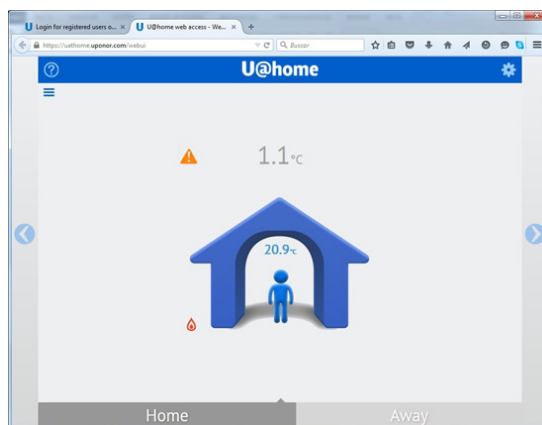 Login for registered users o...
U@home web access - We...
https://uathome.uponor.com/webui
Buscar
U@home
1.1°C
20.9°C
Home
Away